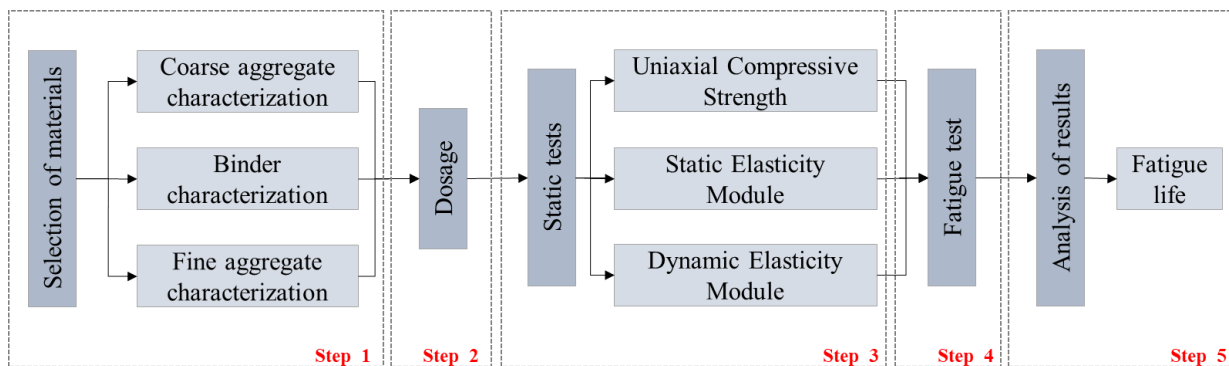 Selection of materials
Coarse aggregate
characterization
Binder
characterization
Fine aggregate
characterization
Step 1
Dosage
Step 2
Static tests
Uniaxial Compressive
Strength
Static Elasticity
Module
Dynamic Elasticity
Module
Step 3
Fatigue test
Step 4
Analysis of results
Fatigue
life
Step 5